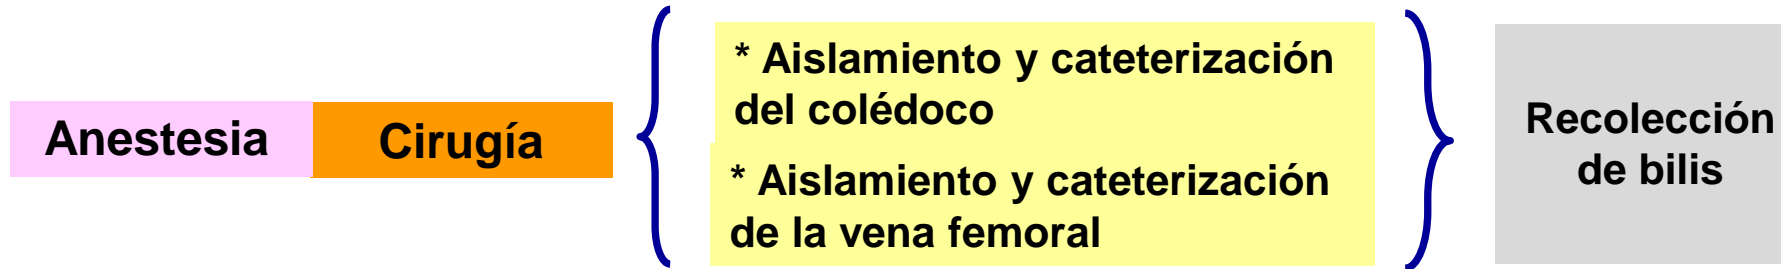 Anestesia
Cirugía
* Aislamiento y cateterización
del colédoco
* Aislamiento y cateterización
de la vena femoral
Recolección
de bilis